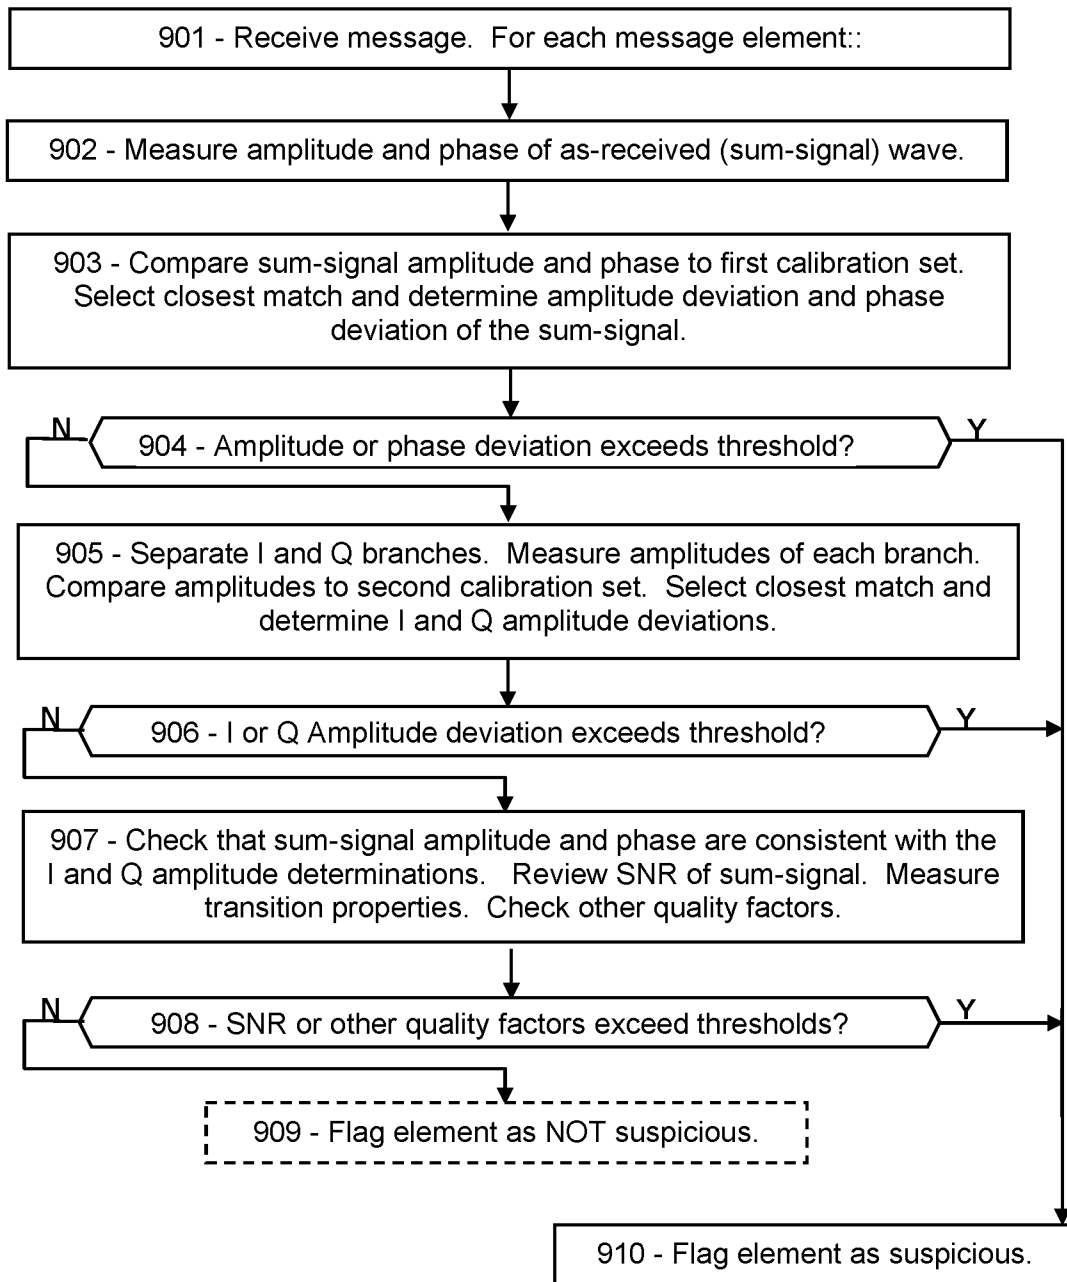 901 - Receive message.  For each message element::
902 - Measure amplitude and phase of as-received (sum-signal) wave.
903 - Compare sum-signal amplitude and phase to first calibration set.
Select closest match and determine amplitude deviation and phase
deviation of the sum-signal.
N
904 - Amplitude or phase deviation exceeds threshold?
Y
905 - Separate I and Q branches.  Measure amplitudes of each branch.
Compare amplitudes to second calibration set.  Select closest match and
determine I and Q amplitude deviations.
N
906 - I or Q Amplitude deviation exceeds threshold?
Y
907 - Check that sum-signal amplitude and phase are consistent with the
I and Q amplitude determinations.   Review SNR of sum-signal.  Measure
transition properties.  Check other quality factors.
N
908 - SNR or other quality factors exceed thresholds?
Y
909 - Flag element as NOT suspicious.
910 - Flag element as suspicious.